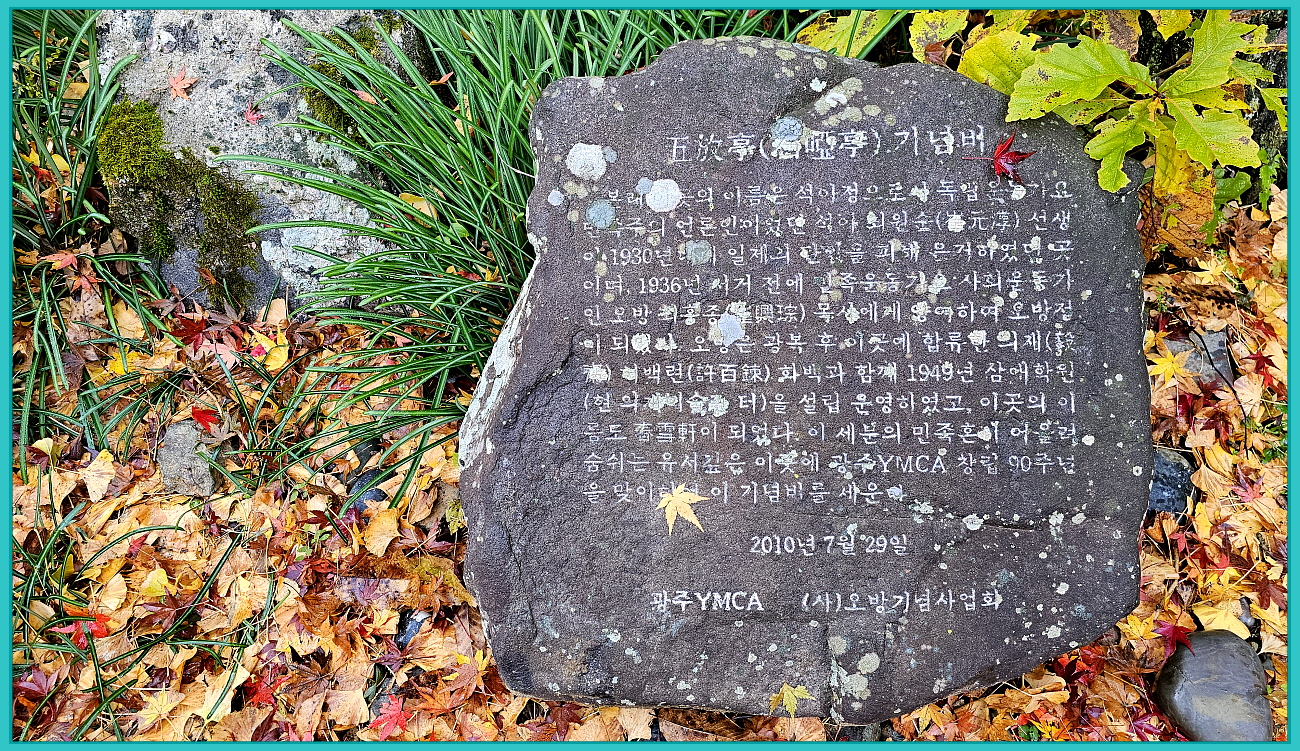 五放亭(石啞亭) 기념비
본래 이곳의 이름은 석아정으로서 독립운동가요
광주의 언론인이었던 석아 최원순(崔元淳) 선생
이 1930년대에 일제의 탄압을 피해 은거하였던 곳
이며, 1936년 서거 전에 민족운동가요 사회운동가
인 오방 최흥종(崔興琮) 목사에게 양여하여 오방정
이 되었다. 오방은 광복 후 이곳에 합류한 의재(毅
齋) 허백련(許百鍊) 화백과 함께 1949년 삼애학원
(현 의재미술관 터)을 설립 운영하였고, 이곳의 이
름도 春雪軒이 되었다. 이 세분의 민족혼이 어울려
숨쉬는 유서깊은 이곳에 광주YMCA 창립 90주년
을 맞이하여 이 기념비를 세운다.
2010년 7월 29일
광주YMCA (사)오방기념사업회